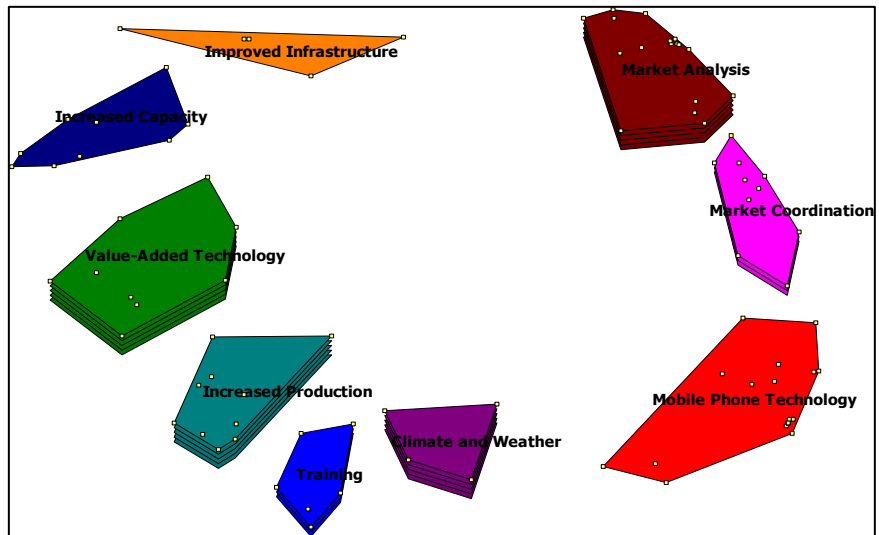 Improved Infrastructure
Market Analysis
Increased Capacity
Market Coordination
Value-Added Technology
Increased Production
Mobile Phone Technology
Climate and Weather
Training